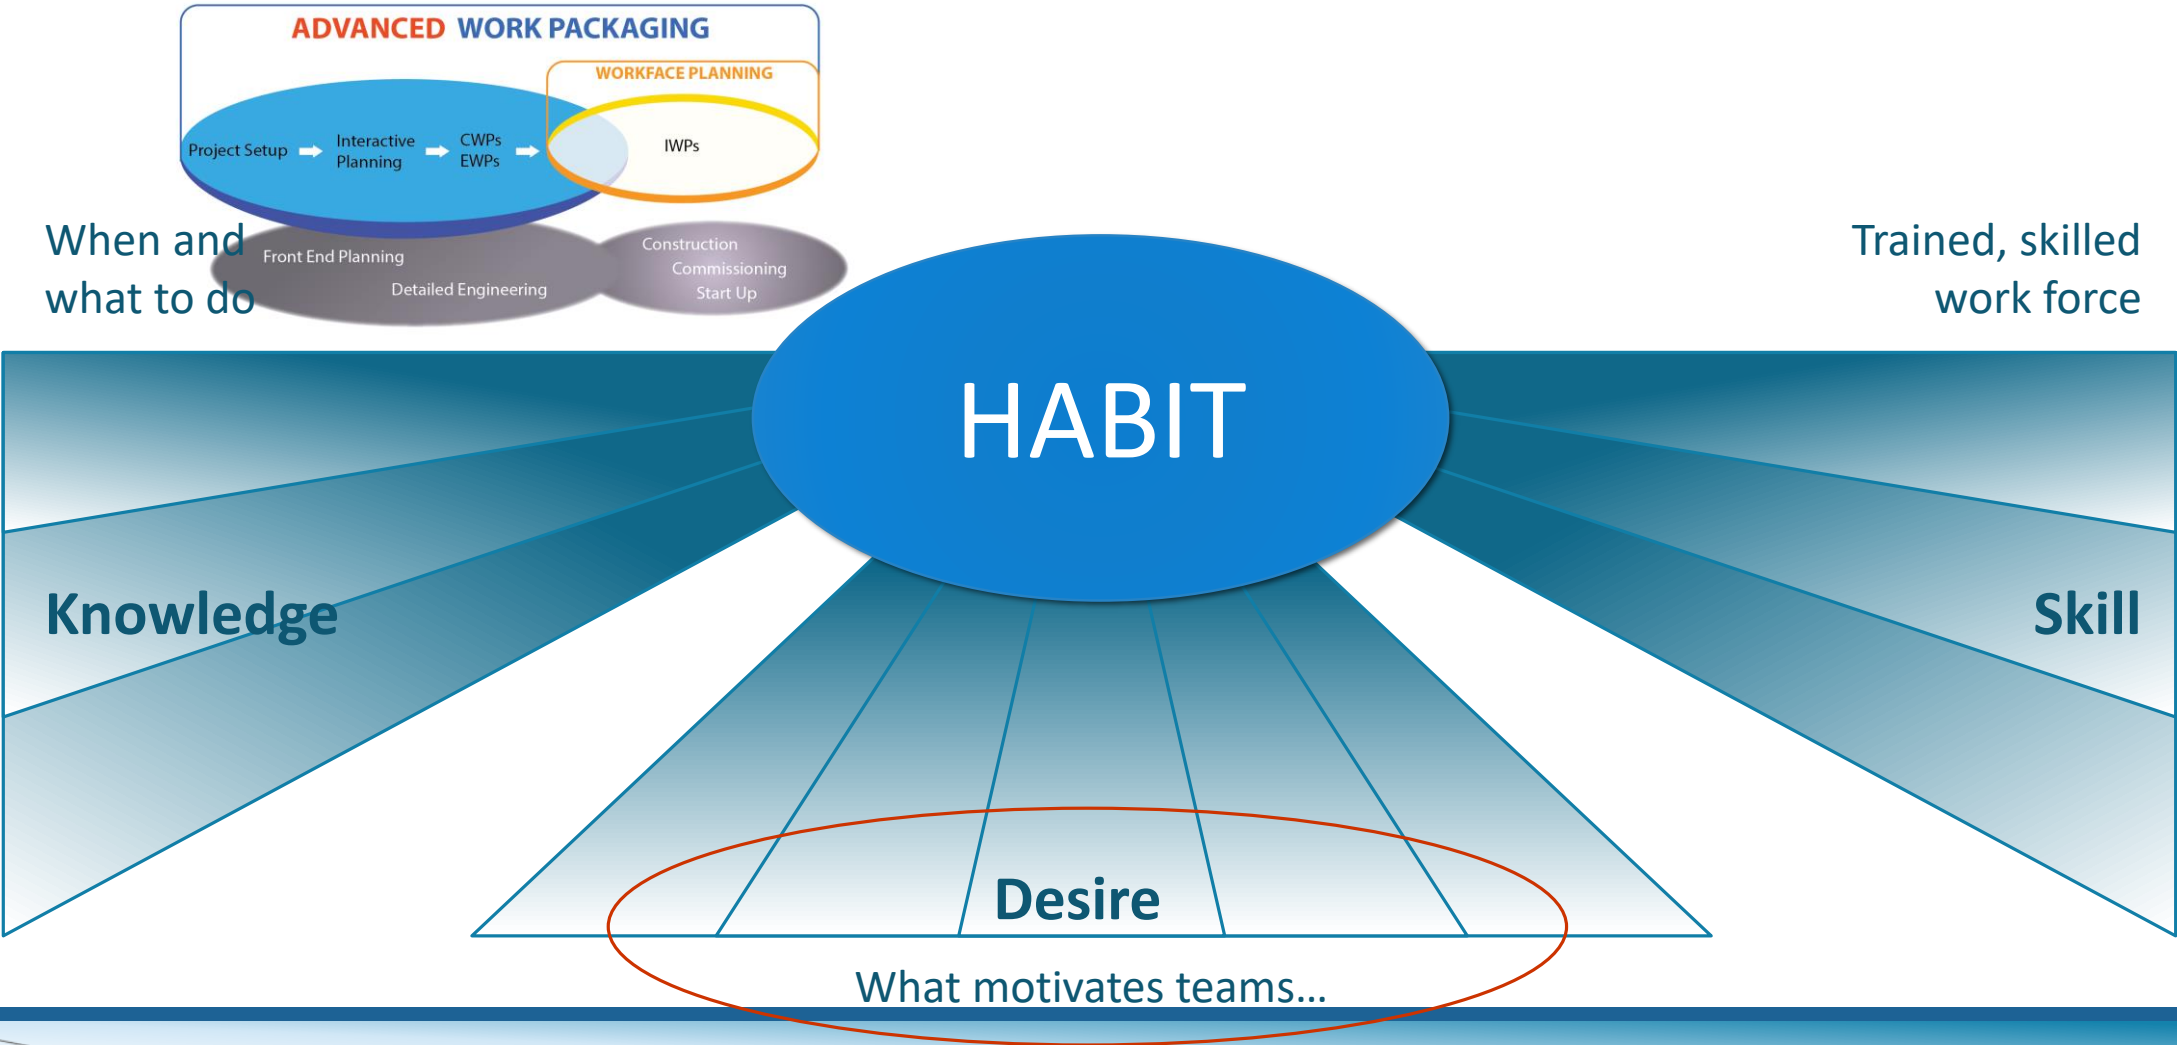 ADVANCED WORK PACKAGING
WORKFACE PLANNING
Project Setup
Interactive
Planning
CWPs
EWPs
IWPs
Front End Planning
Detailed Engineering
Construction
Commissioning
Start Up
When and
what to do
Trained, skilled
work force
HABIT
Knowledge
Skill
Desire
What motivates teams...